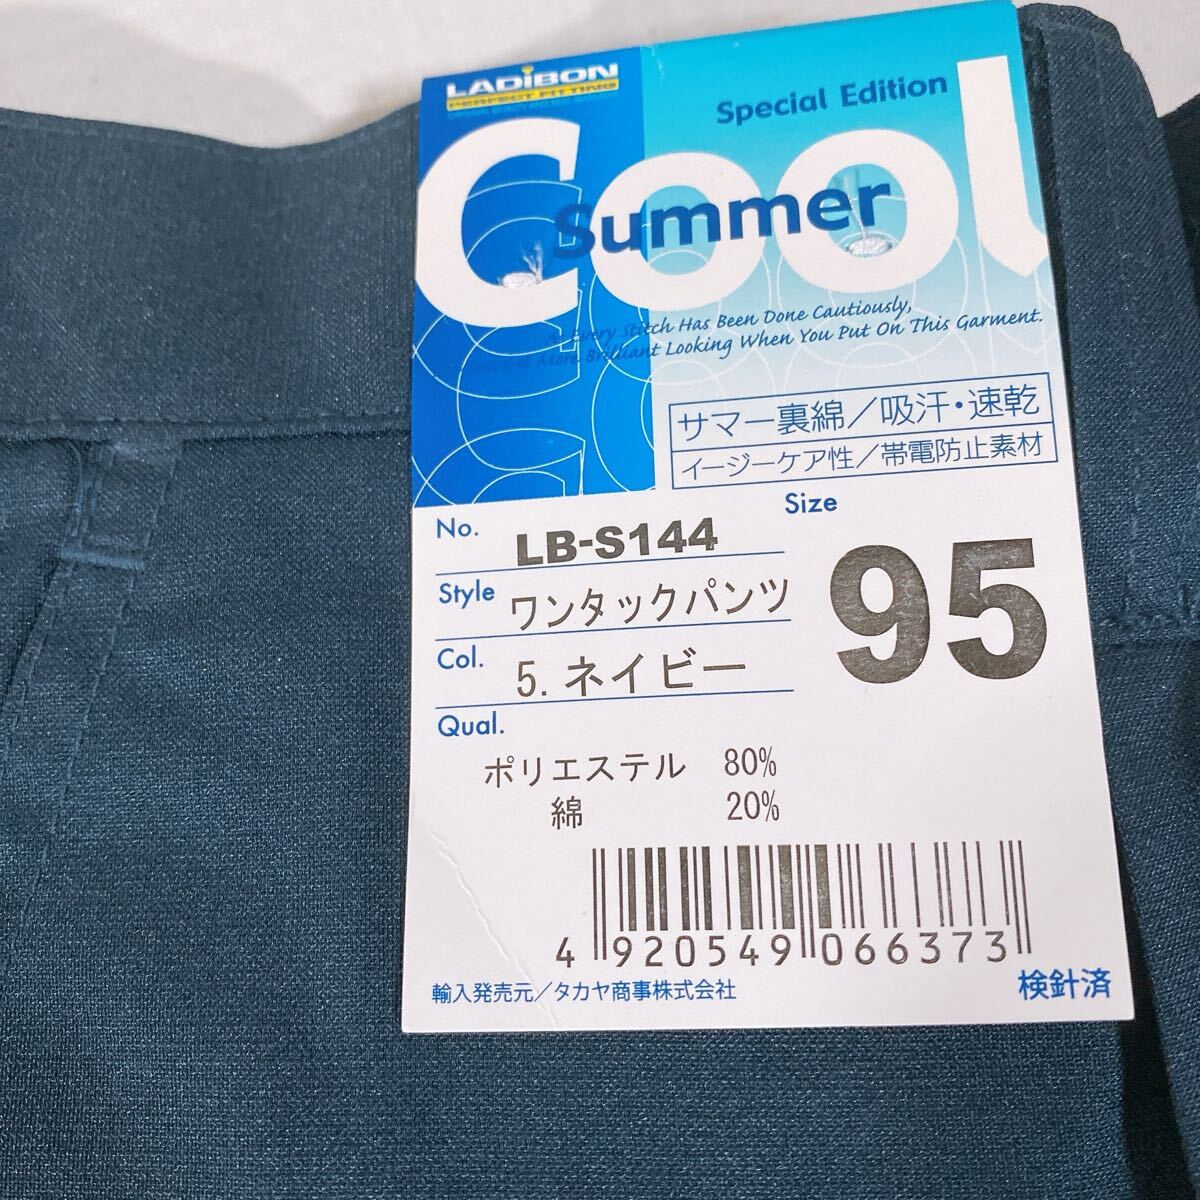 LADiBON
PERFECT FITTING
Special Edition
Cool
Summer
Every Stitch Has Been Done Cautiously,
More Brilliant Looking When You Put On This Garment.
サマー裏綿／吸汗・速乾
イージーケア性／帯電防止素材
No. LB-S144
Size 95
Style ワンタックパンツ
Col. 5.ネイビー
Qual.
ポリエステル 80%
綿 20%
4 920549 066373
輸入発売元／タカヤ商事株式会社
検針済